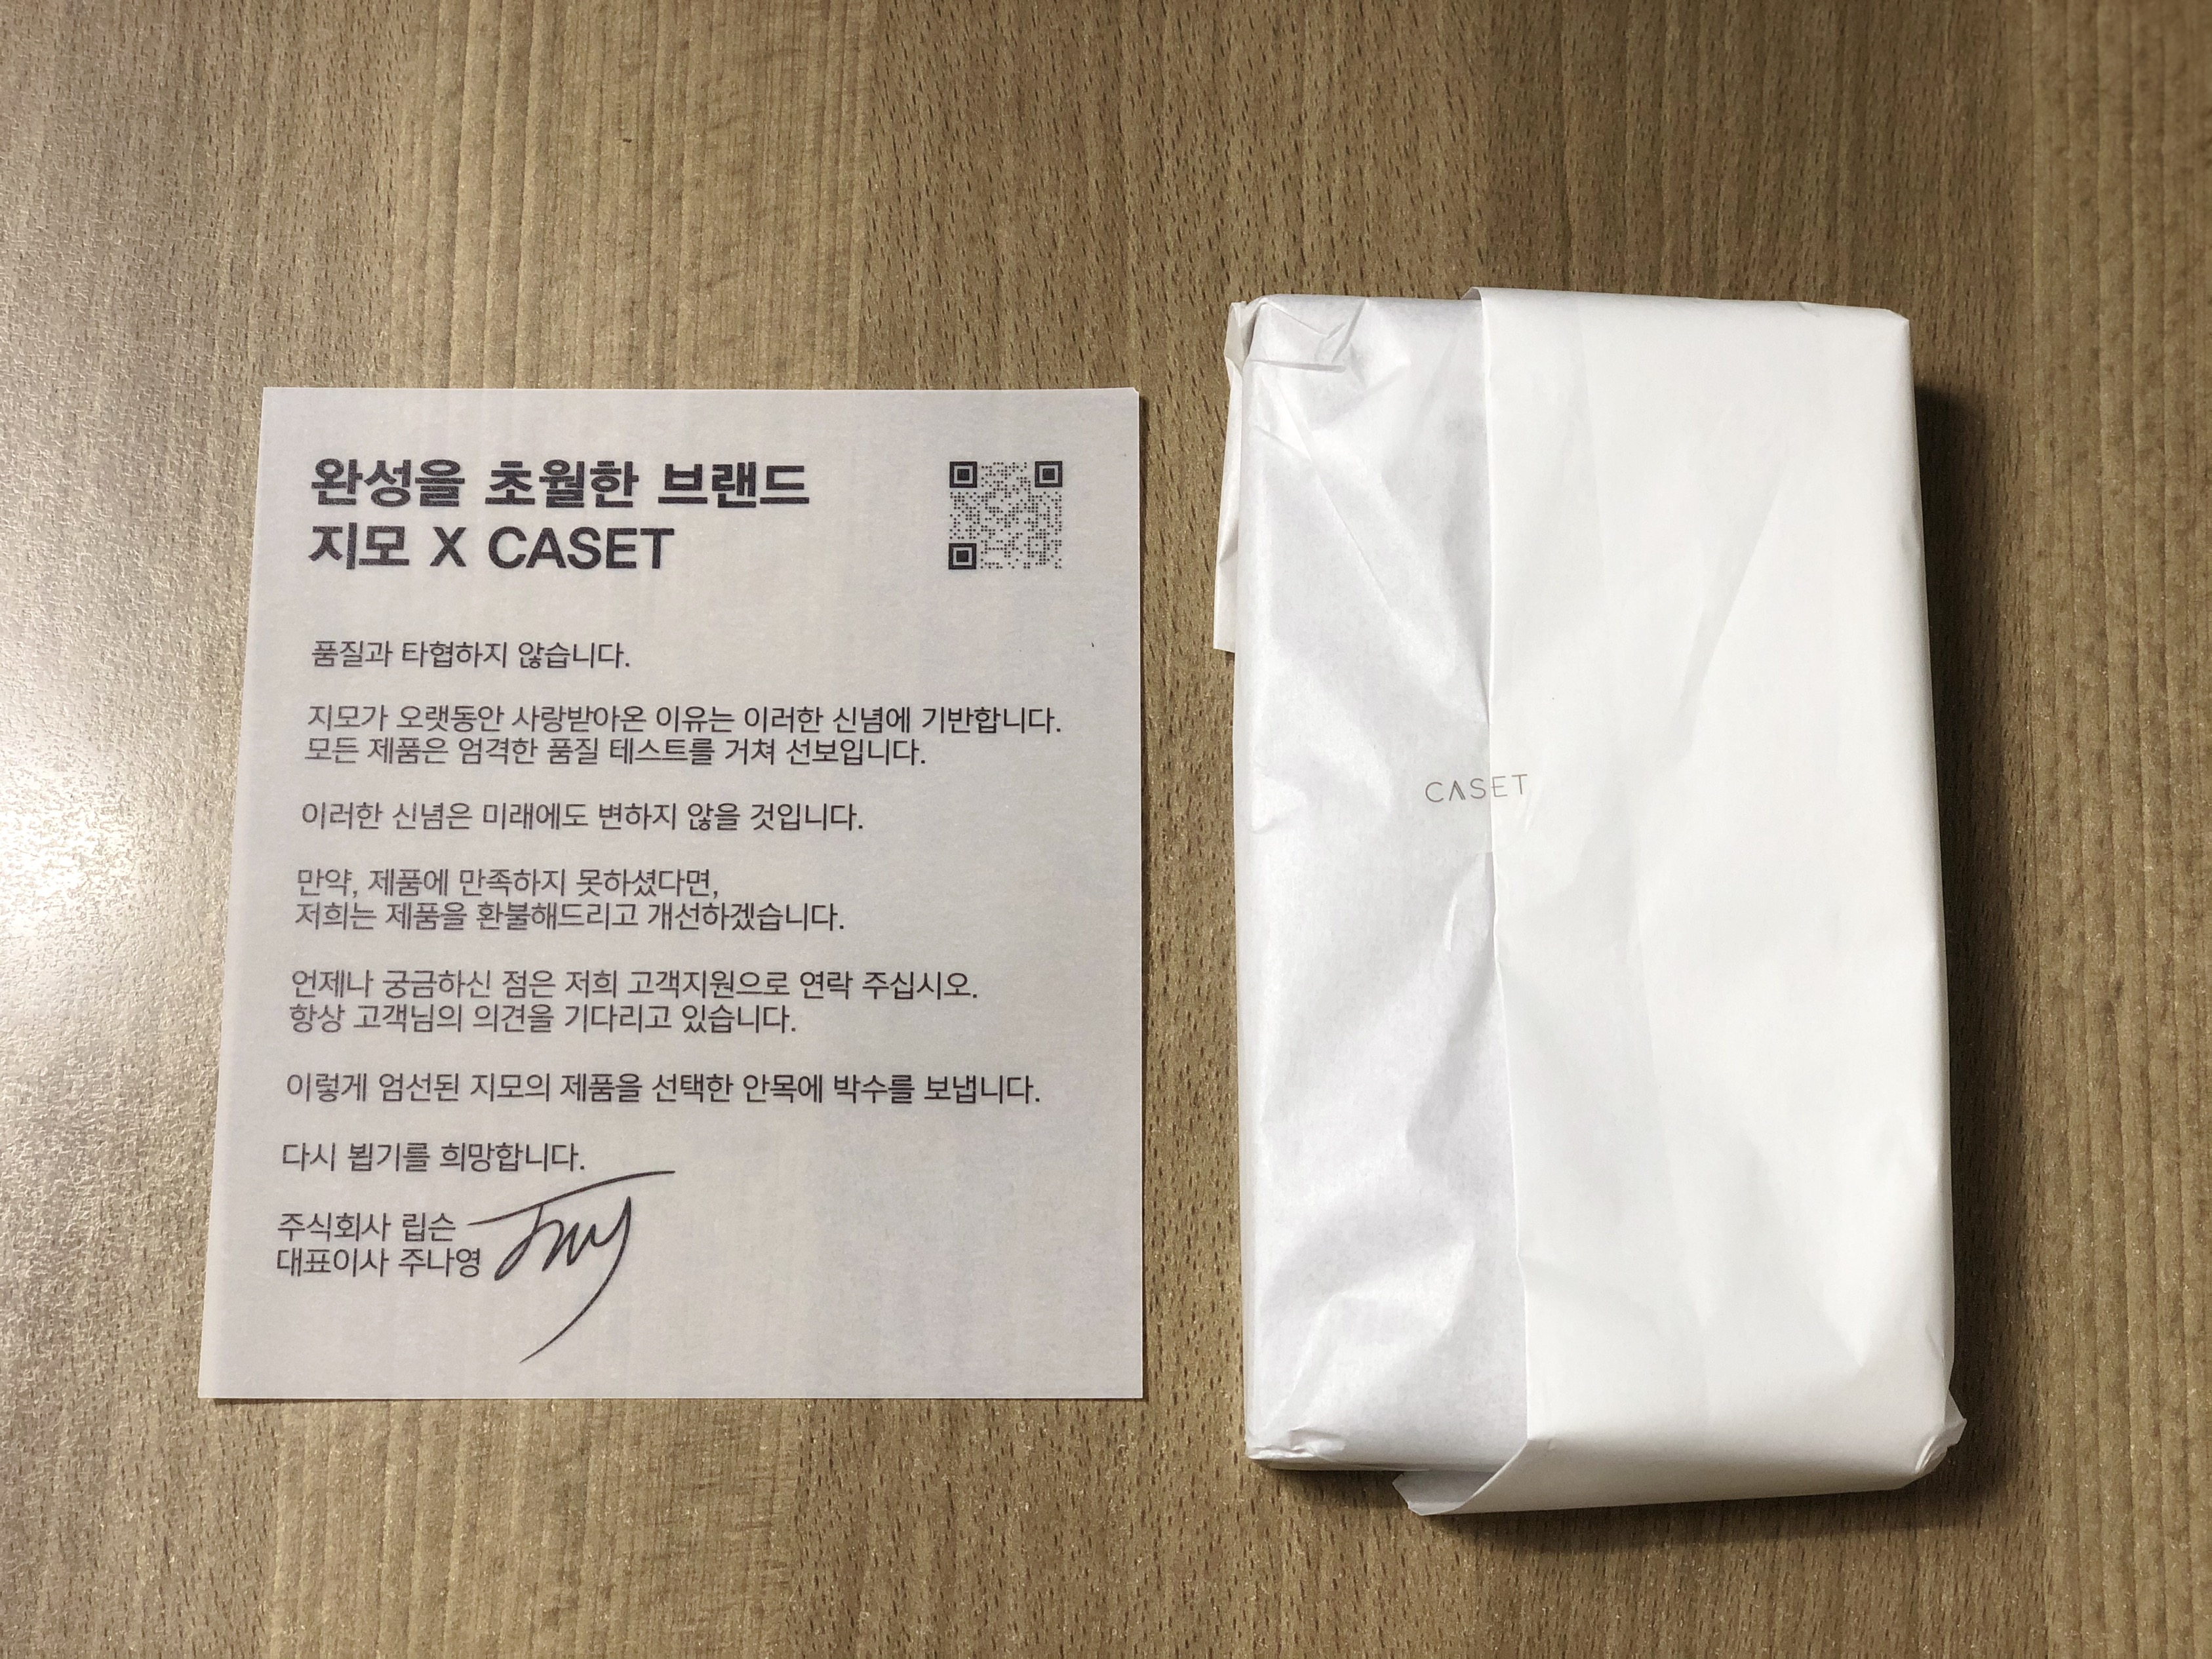 완성을 초월한 브랜드
지모 X CASET
품질과 타협하지 않습니다.
지모가 오랫동안 사랑받아온 이유는 이러한 신념에 기반합니다.
모든 제품은 엄격한 품질 테스트를 거쳐 선보입니다.
이러한 신념은 미래에도 변하지 않을 것입니다.
만약, 제품에 만족하지 못하셨다면,
저희는 제품을 환불해드리고 개선하겠습니다.
언제나 궁금하신 점은 저희 고객지원으로 연락 주십시오.
항상 고객님의 의견을 기다리고 있습니다.
이렇게 엄선된 지모의 제품을 선택한 안목에 박수를 보냅니다.
다시 뵙기를 희망합니다.
주식회사 립슨
대표이사 주나영
CASET